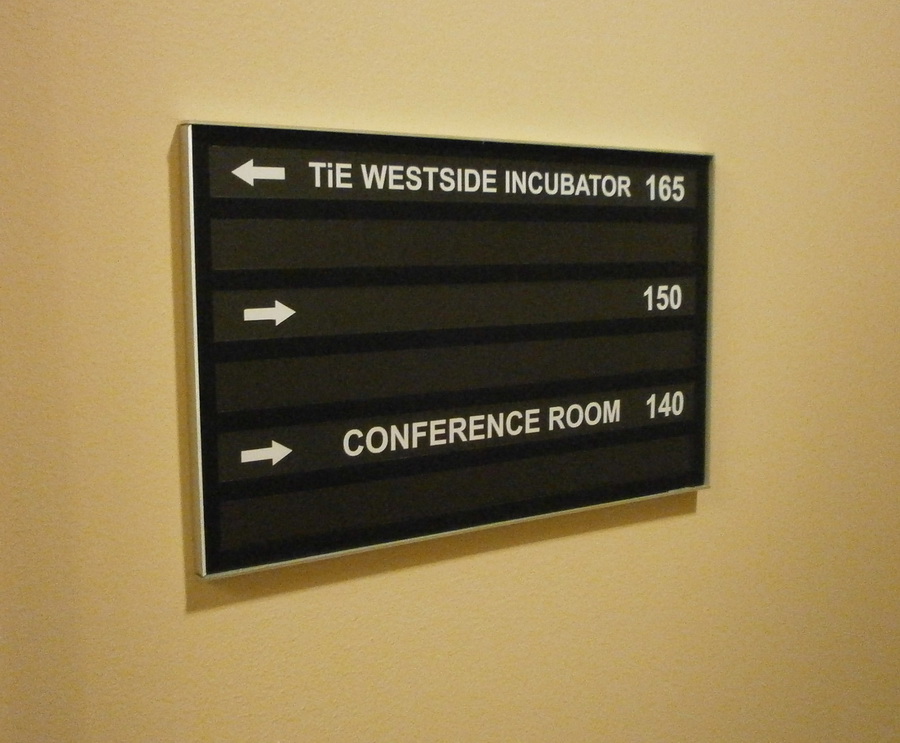 TiE WESTSIDE INCUBATOR 165
150
CONFERENCE ROOM 140